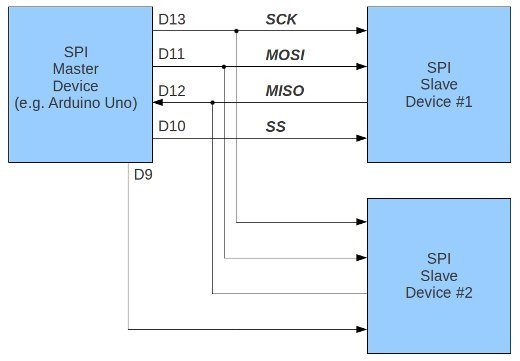 D13 SCK
SPI
Master
Device
(e.g. Arduino Uno)
D11 MOSI
D12 MISO
D10 SS
D9
SPI
Slave
Device #1
SPI
Slave
Device #2